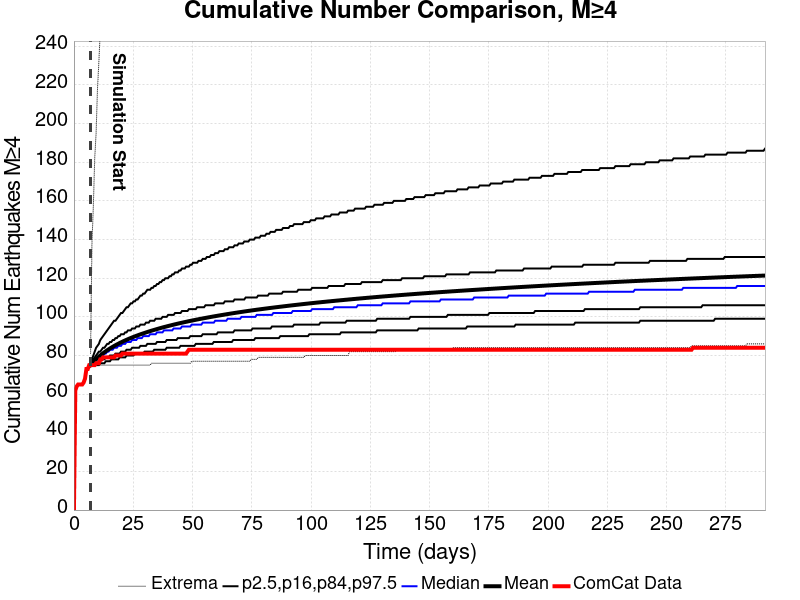 Cumulative Number Comparison, M≥4
Cumulative Num Earthquakes M≥4
240
220
200
180
160
140
120
100
80
60
40
20
0
Simulation Start
0 25 50 75 100 125 150 175 200 225 250 275
Time (days)
Extrema p2.5,p16,p84,p97.5 Median Mean ComCat Data